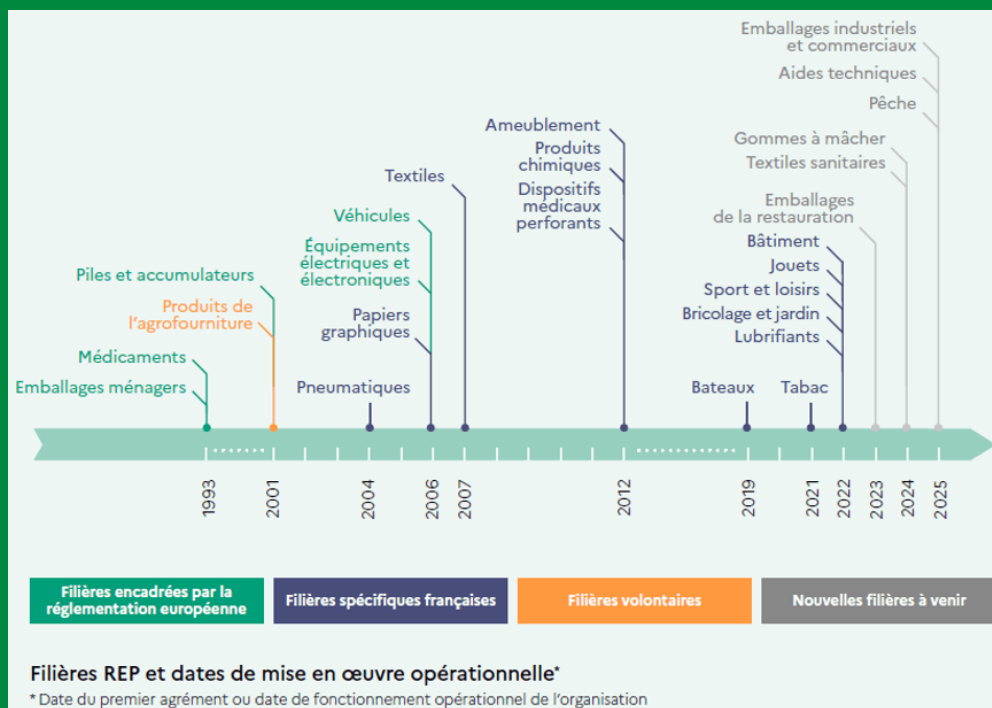 Emballages industriels
et commerciaux
Aides techniques
Pêche
Gommes à mâcher
Textiles sanitaires
Emballages
de la restauration
Ameublement
Produits
chimiques
Dispositifs
médicaux
perforants
Textiles
Véhicules
Équipements
électriques et
électroniques
Papiers
graphiques
Piles et accumulateurs
Produits de
l'agrofourniture
Médicaments
Emballages ménagers
Pneumatiques
Bâtiment
Jouets
Sport et loisirs
Bricolage et jardin
Lubrifiants
Bateaux
Tabac
1993
2001
2004
2006
2007
2012
2019
2021
2022
2023
2024
2025
Filières encadrées par la
réglementation européenne
Filières spécifiques françaises
Filières volontaires
Nouvelles filières à venir
Filières REP et dates de mise en œuvre opérationnelle*
* Date du premier agrément ou date de fonctionnement opérationnel de l'organisation